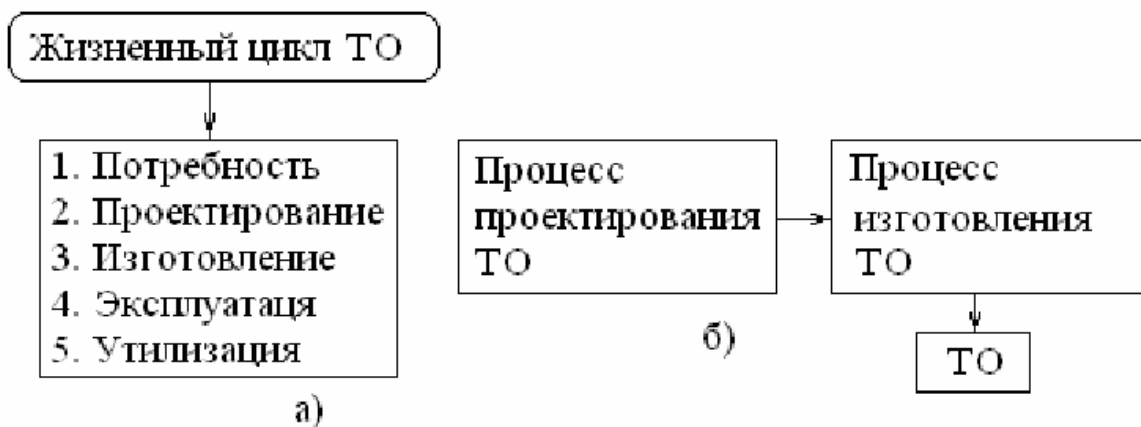 Жизненный цикл ТО
1. Потребность
2. Проектирование
3. Изготовление
4. Эксплуатаця
5. Утилизация
а)
Процесс
проектирования
ТО
Процесс
изготовления
ТО
ТО
б)